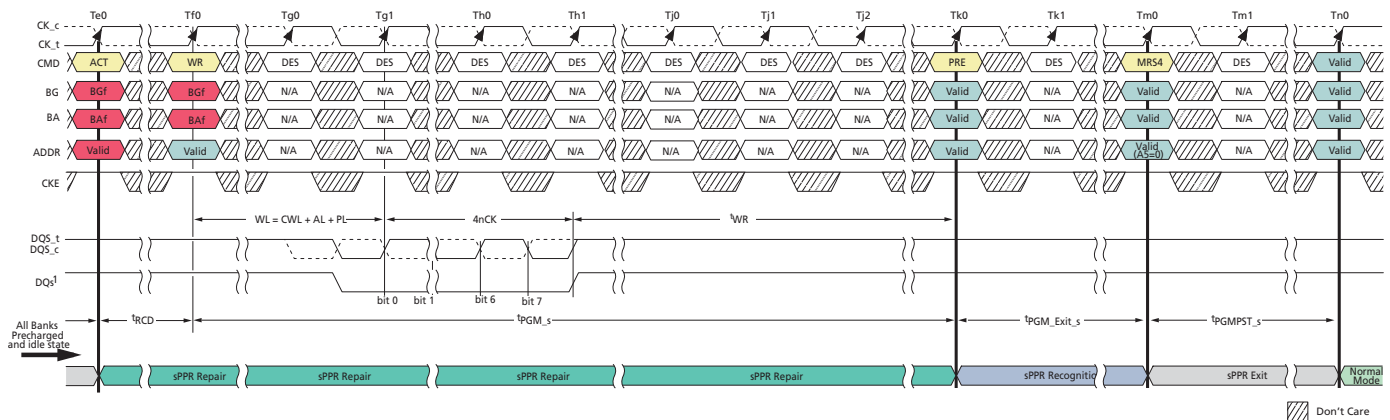 Te0 Tf0 Tg0 Tg1 Th0 Th1 Tj0 Tj1 Tj2 Tk0 Tk1 Tm0 Tm1 Tn0
CK_c
CK_t
CMD ACT WR DES DES DES DES DES DES DES PRE DES MRS4 DES Valid
BG BGf BGf N/A N/A N/A N/A N/A N/A N/A Valid N/A Valid N/A Valid
BA BAf BAf N/A N/A N/A N/A N/A N/A N/A Valid N/A Valid N/A Valid
ADDR Valid Valid N/A N/A N/A N/A N/A N/A N/A Valid N/A Valid (A5=0) N/A Valid
CKE
WL = CWL + AL + PL 4nCK tWR
DQS_t
DQS_c
DQs1
bit 0 bit 1 bit 6 bit 7
All Banks
Precharged
and idle state
tRCD tPGM_s tPGM_Exit_s tPGMPST_s
sPPR Repair sPPR Repair sPPR Repair sPPR Repair sPPR Recognitic sPPR Exit Normal
Mode
Don't Care